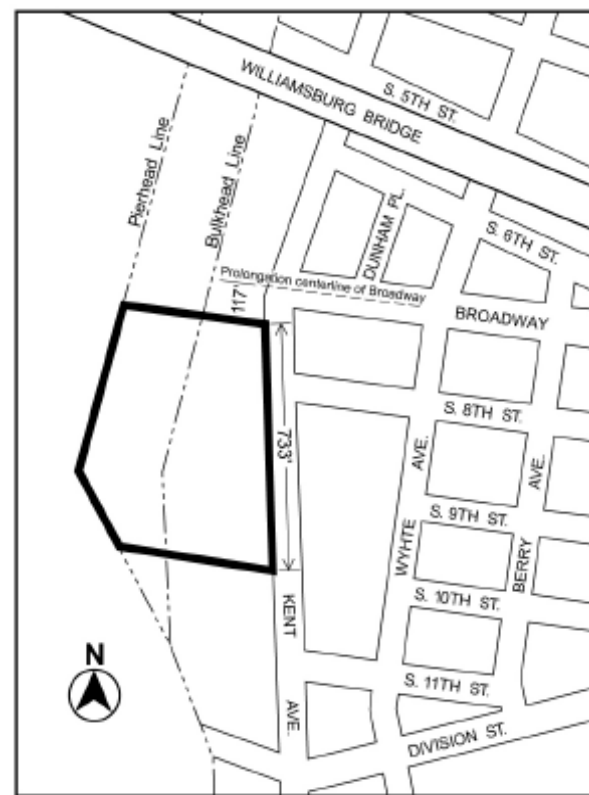 S. 5TH ST.
WILLIAMSBURG BRIDGE
Pierhead Line
Bulkhead Line
DUNHAM PL.
S. 6TH ST.
Prolongation centerline of Broadway
117'
BROADWAY
S. 8TH ST.
733'
AVE.
AVE.
S. 9TH ST.
WYHTE
BERRY
KENT
S. 10TH ST.
N
S. 11TH ST.
AVE.
DIVISION ST.